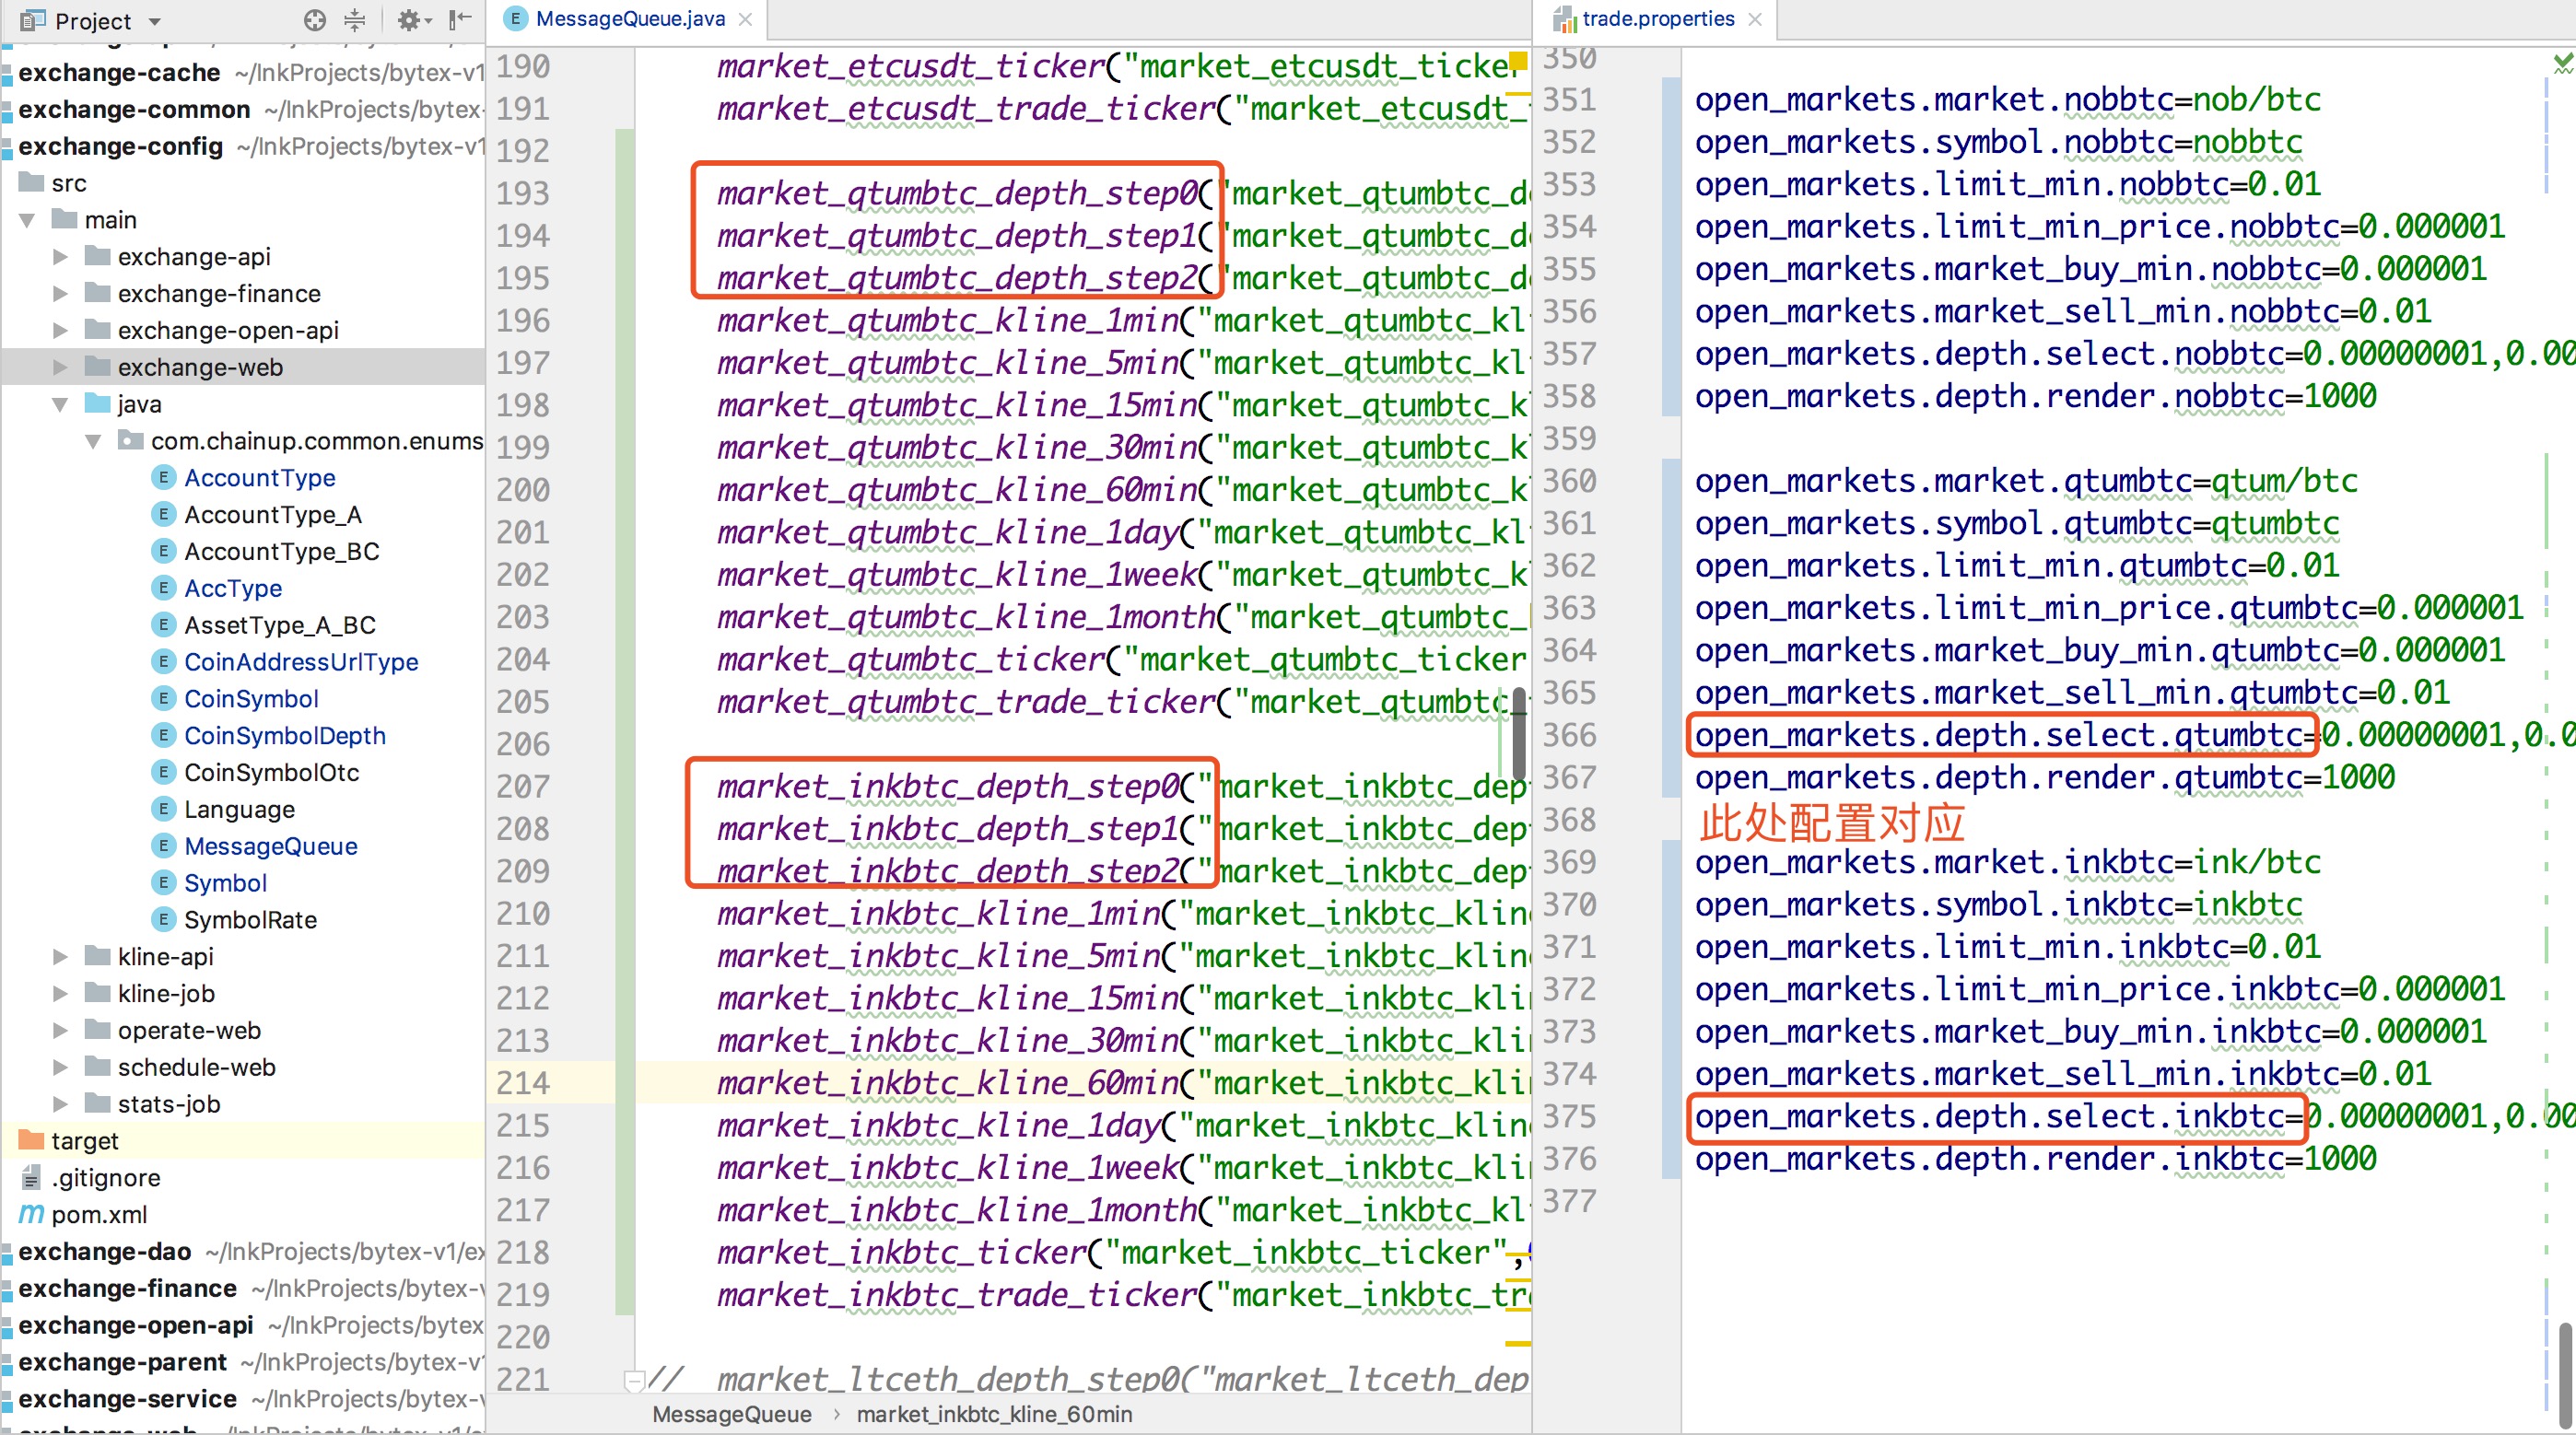 Project
exchange-cache ~/InkProjects/bytex-v1
exchange-common ~/InkProjects/bytex-
exchange-config ~/InkProjects/bytex-v1
src
main
exchange-api
exchange-finance
exchange-open-api
exchange-web
java
com.chainup.common.enums
E AccountType
E AccountType_A
E AccountType_BC
E AccType
E AssetType_A_BC
E CoinAddressUrlType
E CoinSymbol
E CoinSymbolDepth
E CoinSymbolOtc
E Language
E MessageQueue
E Symbol
E SymbolRate
kline-api
kline-job
operate-web
schedule-web
stats-job
target
.gitignore
m pom.xml
exchange-dao ~/InkProjects/bytex-v1/ex
exchange-finance ~/InkProjects/bytex-v
exchange-open-api ~/InkProjects/bytex
exchange-parent ~/InkProjects/bytex-v1
exchange-service ~/InkProjects/bytex-v
E MessageQueue.java
190 market_etcusdt_ticker("market_etcusdt_ticker
191 market_etcusdt_trade_ticker("market_etcusdt_
192
193 market_qtumbtc_depth_step0("market_qtumbtc_de
194 market_qtumbtc_depth_step1("market_qtumbtc_de
195 market_qtumbtc_depth_step2("market_qtumbtc_de
196 market_qtumbtc_kline_1min("market_qtumbtc_kl
197 market_qtumbtc_kline_5min("market_qtumbtc_kl
198 market_qtumbtc_kline_15min("market_qtumbtc_k
199 market_qtumbtc_kline_30min("market_qtumbtc_k
200 market_qtumbtc_kline_60min("market_qtumbtc_k
201 market_qtumbtc_kline_1day("market_qtumbtc_kl
202 market_qtumbtc_kline_1week("market_qtumbtc_k
203 market_qtumbtc_kline_1month("market_qtumbtc_
204 market_qtumbtc_ticker("market_qtumbtc_ticker
205 market_qtumbtc_trade_ticker("market_qtumbtc_
206
207 market_inkbtc_depth_step0("market_inkbtc_dep
208 market_inkbtc_depth_step1("market_inkbtc_dep
209 market_inkbtc_depth_step2("market_inkbtc_dep
210 market_inkbtc_kline_1min("market_inkbtc_kline
211 market_inkbtc_kline_5min("market_inkbtc_kline
212 market_inkbtc_kline_15min("market_inkbtc_klin
213 market_inkbtc_kline_30min("market_inkbtc_klin
214 market_inkbtc_kline_60min("market_inkbtc_klin
215 market_inkbtc_kline_1day("market_inkbtc_kline
216 market_inkbtc_kline_1week("market_inkbtc_klin
217 market_inkbtc_kline_1month("market_inkbtc_kl
218 market_inkbtc_ticker("market_inkbtc_ticker",
219 market_inkbtc_trade_ticker("market_inkbtc_tr
220
221 // market_ltceth_depth_step0("market_ltceth_dep
MessageQueue › market_inkbtc_kline_60min
trade.properties
350
351 open_markets.market.nobbtc=nob/btc
352 open_markets.symbol.nobbtc=nobbtc
353 open_markets.limit_min.nobbtc=0.01
354 open_markets.limit_min_price.nobbtc=0.000001
355 open_markets.market_buy_min.nobbtc=0.000001
356 open_markets.market_sell_min.nobbtc=0.01
357 open_markets.depth.select.nobbtc=0.00000001,0.00
358 open_markets.depth.render.nobbtc=1000
359
360 open_markets.market.qtumbtc=qtum/btc
361 open_markets.symbol.qtumbtc=qtumbtc
362 open_markets.limit_min.qtumbtc=0.01
363 open_markets.limit_min_price.qtumbtc=0.000001
364 open_markets.market_buy_min.qtumbtc=0.000001
365 open_markets.market_sell_min.qtumbtc=0.01
366 open_markets.depth.select.qtumbtc=0.00000001,0.0
367 open_markets.depth.render.qtumbtc=1000
368 此处配置对应
369 open_markets.market.inkbtc=ink/btc
370 open_markets.symbol.inkbtc=inkbtc
371 open_markets.limit_min.inkbtc=0.01
372 open_markets.limit_min_price.inkbtc=0.000001
373 open_markets.market_buy_min.inkbtc=0.000001
374 open_markets.market_sell_min.inkbtc=0.01
375 open_markets.depth.select.inkbtc=0.00000001,0.00
376 open_markets.depth.render.inkbtc=1000
377